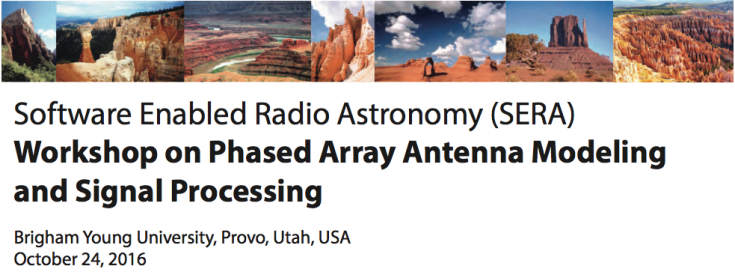 Software Enabled Radio Astronomy (SERA)
Workshop on Phased Array Antenna Modeling
and Signal Processing
Brigham Young University, Provo, Utah, USA
October 24, 2016